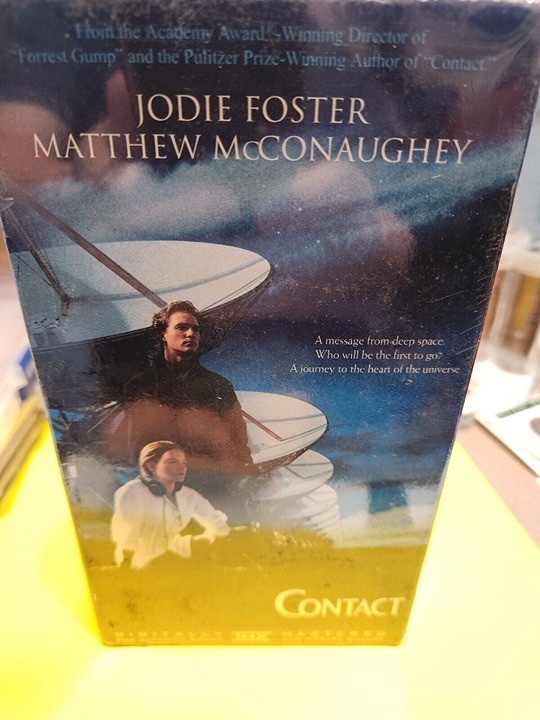 From the Academy Award®-Winning Director of
"Forrest Gump" and the Pulitzer Prize-Winning Author of "Contact."
JODIE FOSTER
MATTHEW McCONAUGHEY
A message from deep space.
Who will be the first to go?
A journey to the heart of the universe.
CONTACT
DIGITALLY THX MASTERED